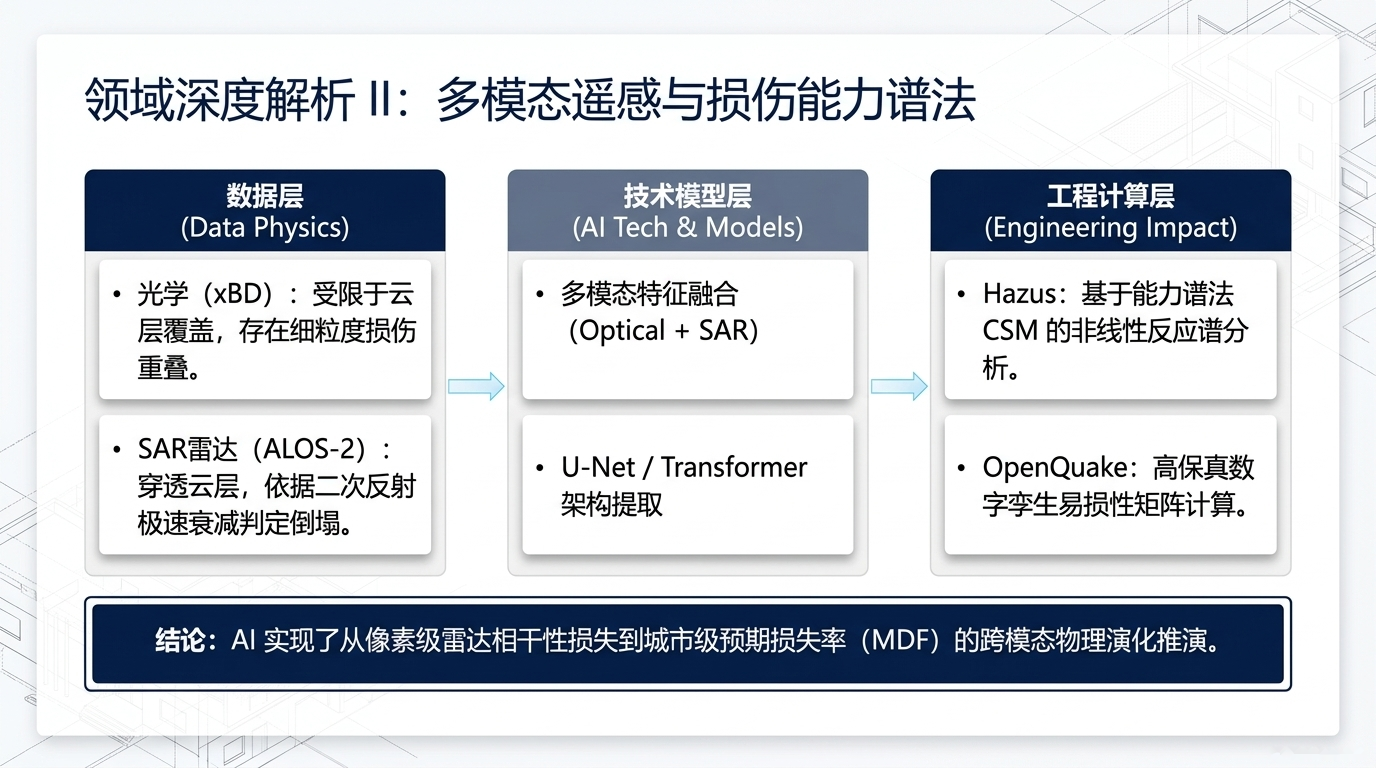 领域深度解析 II：多模态遥感与损伤能力谱法
数据层
(Data Physics)
• 光学（xBD）：受限于云
层覆盖，存在细粒度损伤
重叠。
• SAR雷达（ALOS-2）：
穿透云层，依据二次反射
极速衰减判定倒塌。
技术模型层
(AI Tech & Models)
• 多模态特征融合
（Optical + SAR）
• U-Net / Transformer
架构提取
工程计算层
(Engineering Impact)
• Hazus：基于能力谱法
CSM 的非线性反应谱分
析。
• OpenQuake：高保真数
字孪生易损性矩阵计算。
结论：AI 实现了从像素级雷达相干性损失到城市级预期损失率（MDF）的跨模态物理演化推演。